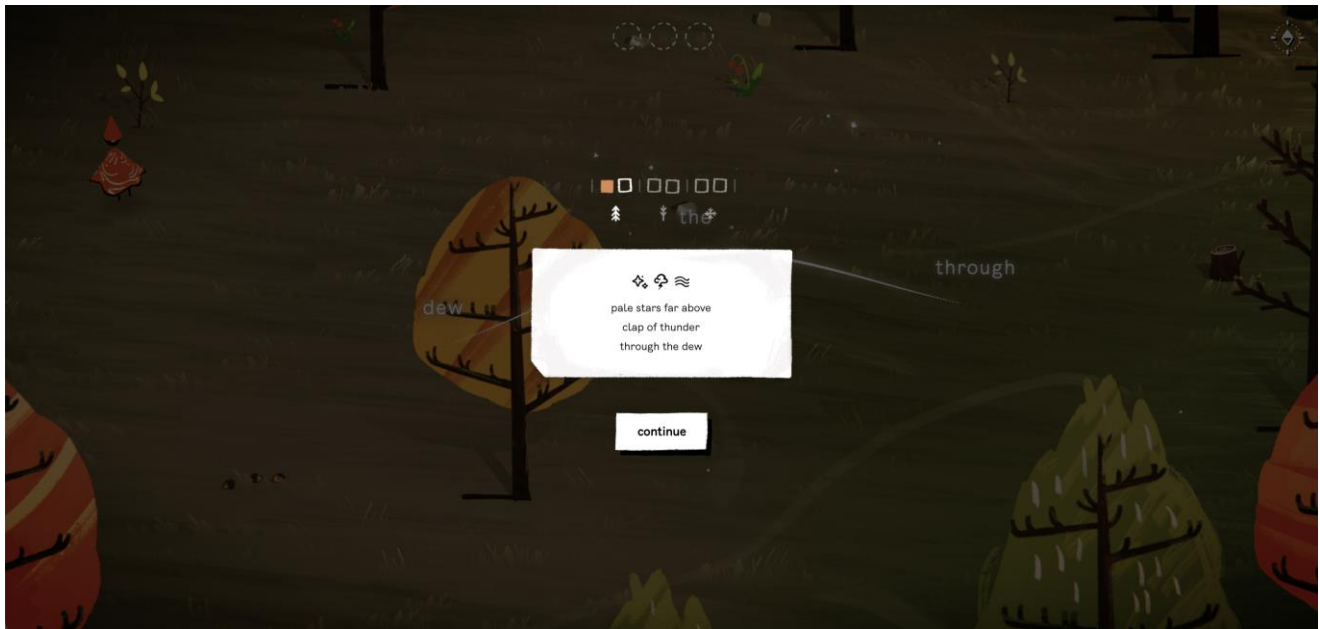 the
through
dew
pale stars far above
clap of thunder
through the dew
continue